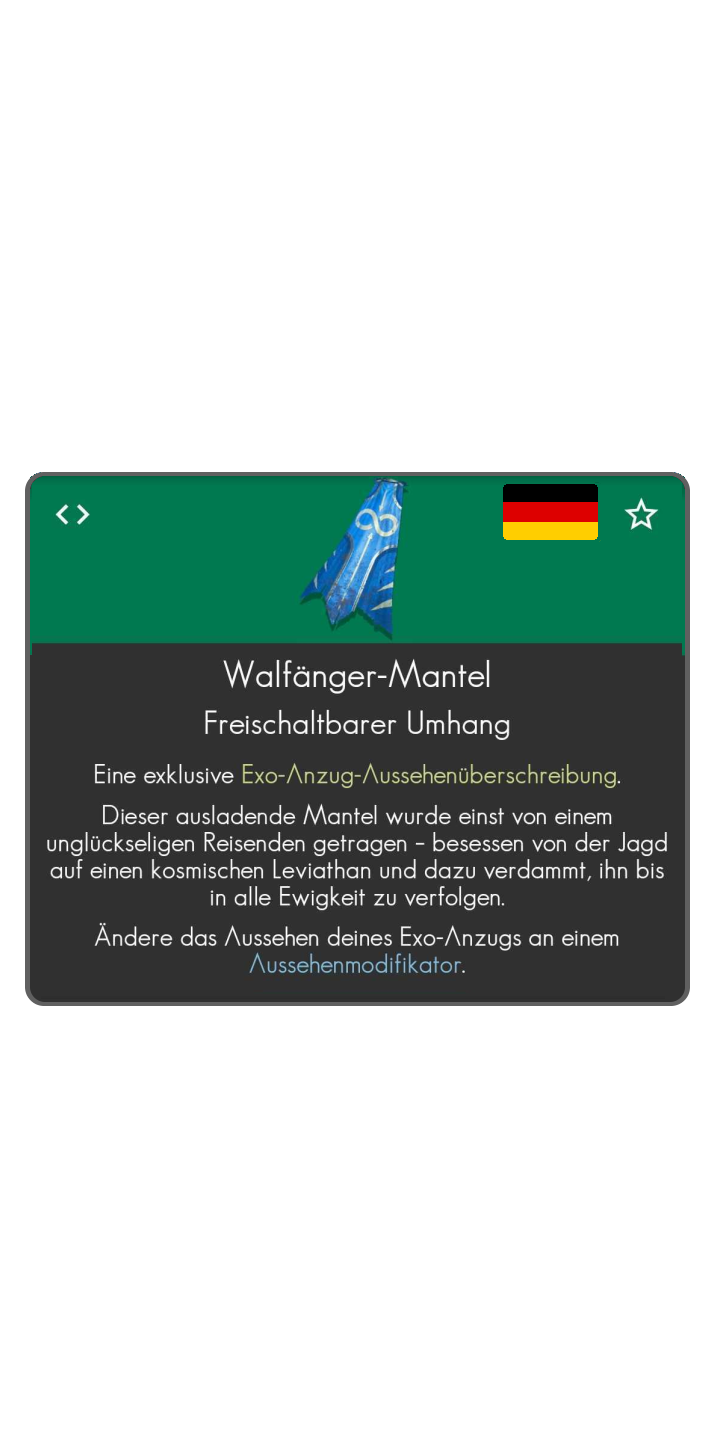 Walfänger-Mantel
Freischaltbarer Umhang
Eine exklusive Exo-Anzug-Aussehenüberschreibung.
Dieser ausladende Mantel wurde einst von einem
unglückseligen Reisenden getragen – besessen von der Jagd
auf einen kosmischen Leviathan und dazu verdammt, ihn bis
in alle Ewigkeit zu verfolgen.
Ändere das Aussehen deines Exo-Anzugs an einem
Aussehenmodifikator.